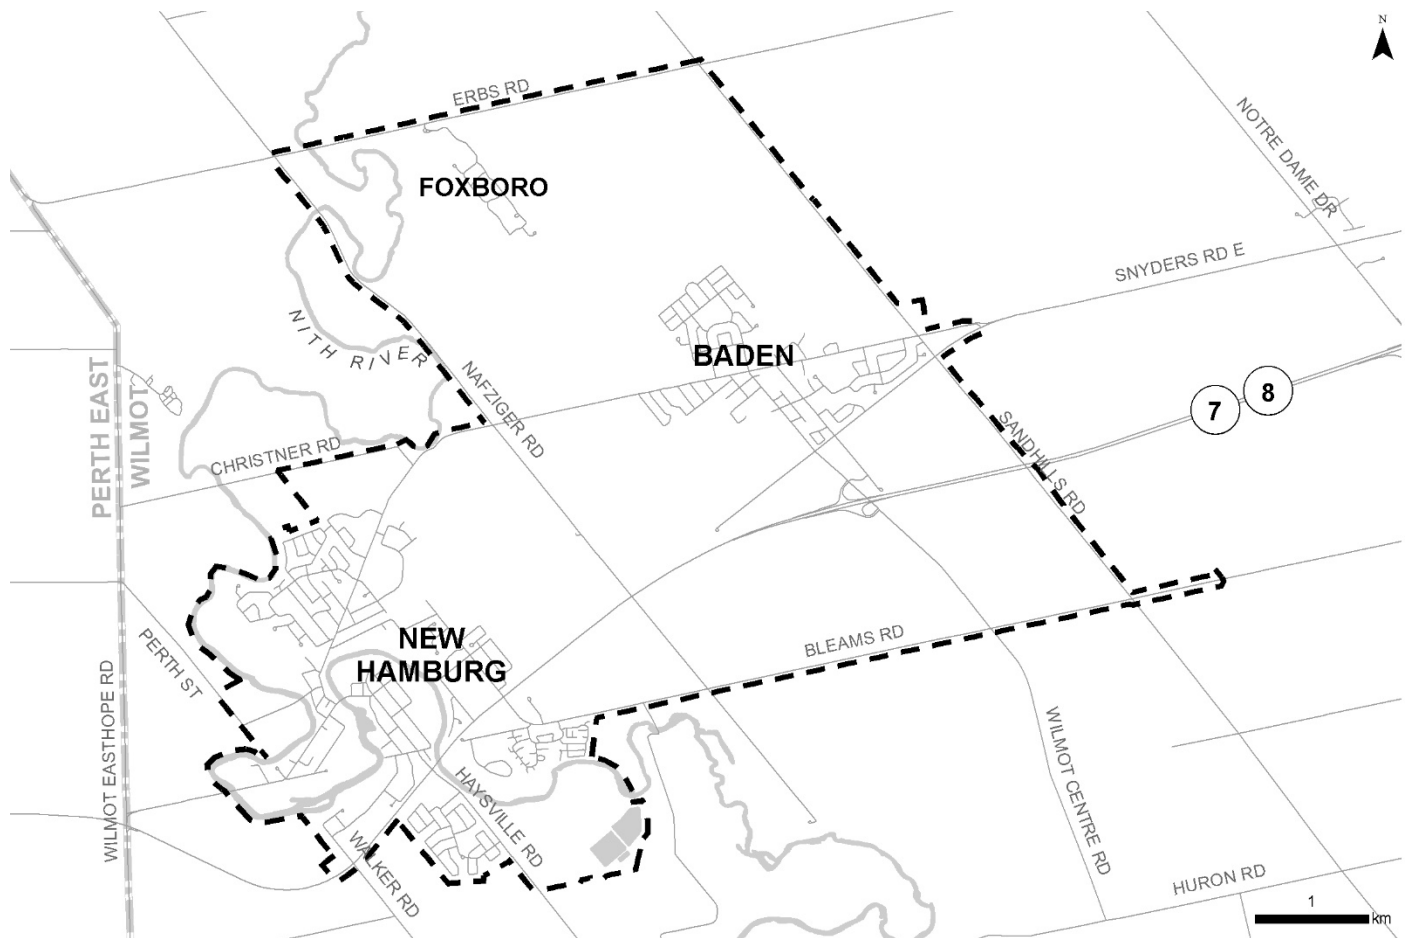 N
ERBS RD
NOTRE DAME DR
FOXBORO
SNYDERS RD E
NITH RIVER
BADEN
NAFZIGER RD
PERTH EAST
WILMOT
7
8
CHRISTNER RD
SANDHILLS RD
NEW
HAMBURG
BLEAMS RD
PERTH ST
WILMOT EASTHOPE RD
HAYSVILLE RD
WILMOT CENTRE RD
WALKER RD
HURON RD
1
km